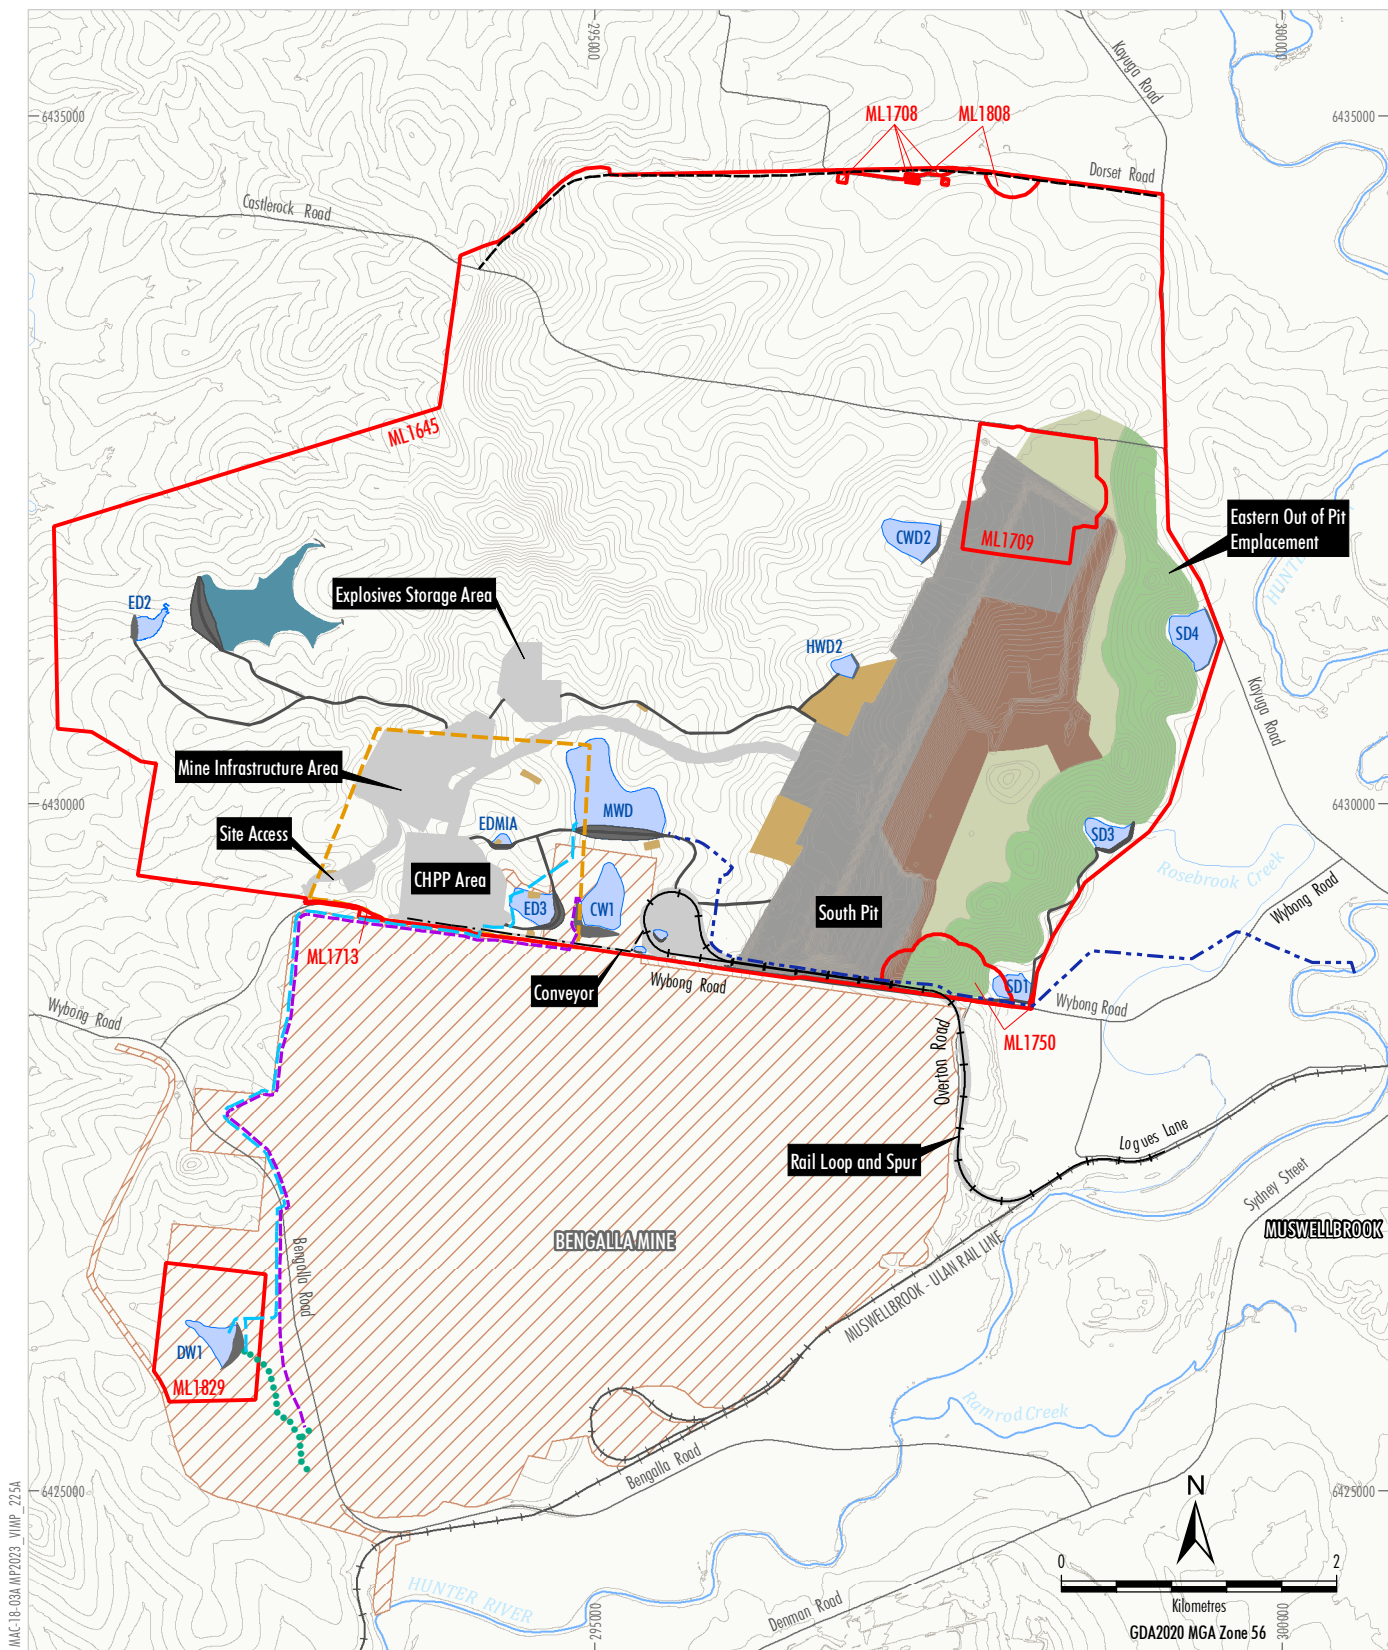 295000
300000
Kayuga Road
6435000
6435000
ML1708
ML1808
Dorset Road
Castlerock Road
ML1645
Eastern Out of Pit
Emplacement
CWD2
ML1709
HUNTE
Explosives Storage Area
ED2
SD4
HWD2
Kayuga Road
Mine Infrastructure Area
6430000
6430000
MWD
Site Access
EDMIA
SD3
Rosebrook Creek
CHPP Area
Wybong Road
ED3
CW1
South Pit
ML1713
Conveyor
Wybong Road
SD1
Wybong Road
Wybong Road
ML1750
Overton Road
Logues Lane
Rail Loop and Spur
Sydney Street
BENGALLA MINE
MUSWELLBROOK
Bengalla Road
MUSWELLBROOK - ULAN RAIL LINE
DW1
ML1829
Ramrod Creek
Bengalla Road
6425000
6425000
N
0
2
Kilometres
GDA2020 MGA Zone 56
HUNTER RIVER
295000
Denman Road
300000
MAC-18-03A MP2023_VIMP_225A